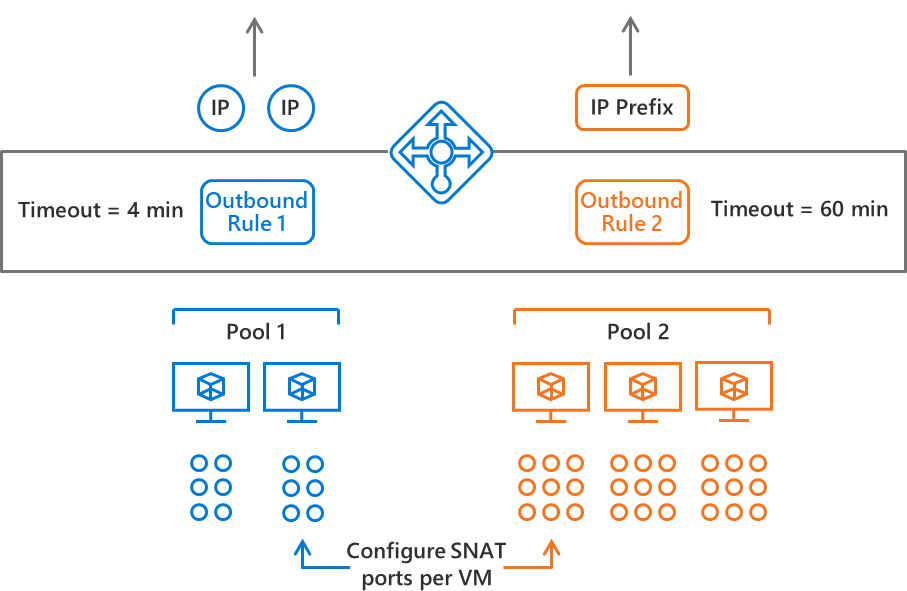 IP
IP
IP Prefix
Timeout = 4 min
Outbound
Rule 1
Outbound
Rule 2
Timeout = 60 min
Pool 1
Pool 2
Configure SNAT
ports per VM